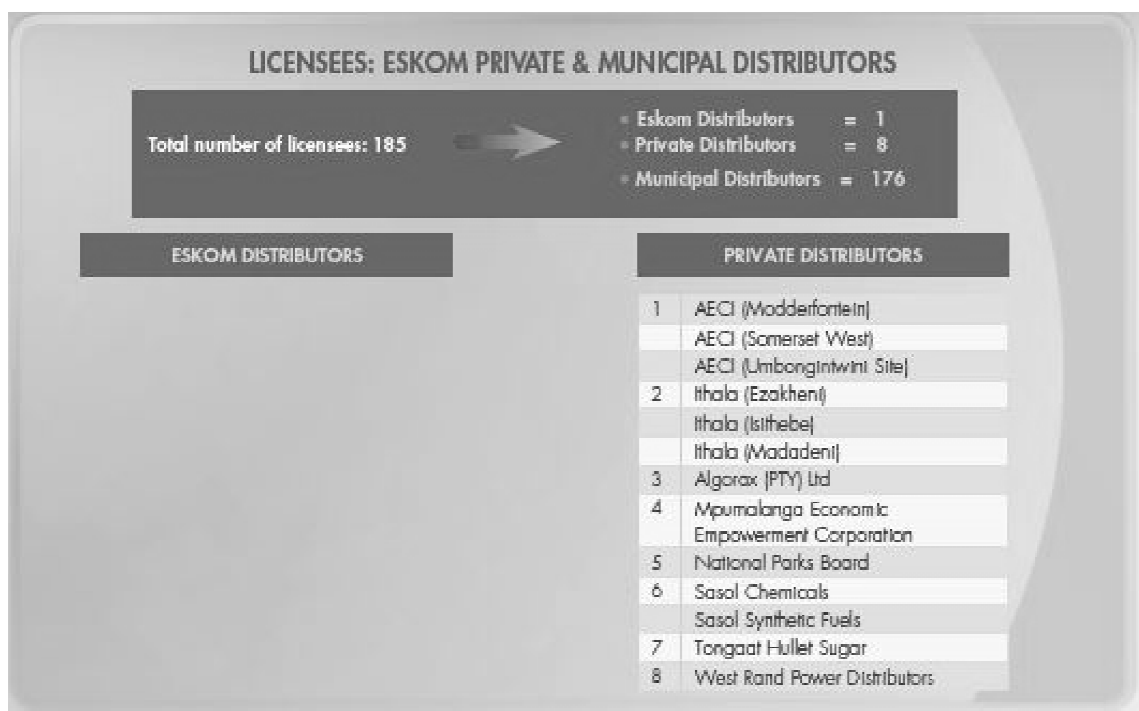 LICENSEES: ESKOM PRIVATE & MUNICIPAL DISTRIBUTORS
Total number of licensees: 185
Eskom Distributors = 1
Private Distributors = 8
Municipal Distributors = 176
ESKOM DISTRIBUTORS
PRIVATE DISTRIBUTORS
1 AECI (Modderfontein)
AECI (Somerset West)
AECI (Umbongintwini Site)
2 Ithala (Ezakheni)
Ithala (Isithebe)
Ithala (Madadeni)
3 Algorax (PTY) Ltd
4 Mpumalanga Economic
Empowerment Corporation
5 National Parks Board
6 Sasol Chemicals
Sasol Synthetic Fuels
7 Tongaat Hullet Sugar
8 West Rand Power Distributors